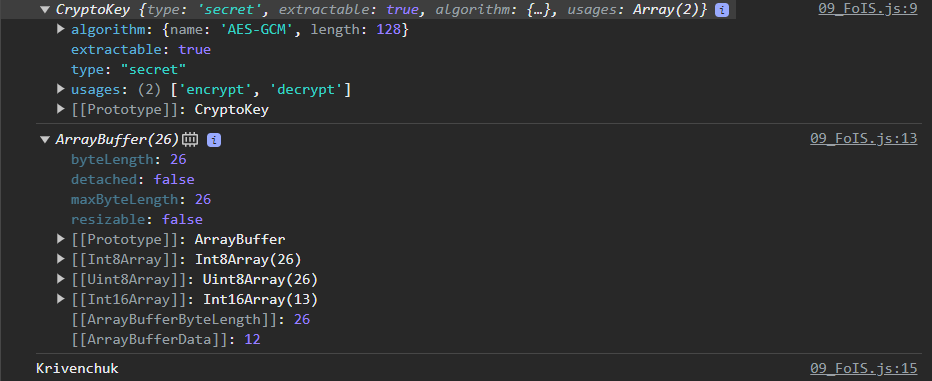 ▼CryptoKey {type: 'secret', extractable: true, algorithm: {…}, usages: Array(2)} i 09_FoIS.js:9
▶ algorithm: {name: 'AES-GCM', length: 128}
extractable: true
type: "secret"
▶ usages: (2) ['encrypt', 'decrypt']
▶ [[Prototype]]: CryptoKey
▼ ArrayBuffer(26) i 09_FoIS.js:13
byteLength: 26
detached: false
maxByteLength: 26
resizable: false
▶ [[Prototype]]: ArrayBuffer
▶ [[Int8Array]]: Int8Array(26)
▶ [[Uint8Array]]: Uint8Array(26)
▶ [[Int16Array]]: Int16Array(13)
[[ArrayBufferByteLength]]: 26
[[ArrayBufferData]]: 12
Krivenchuk 09_FoIS.js:15